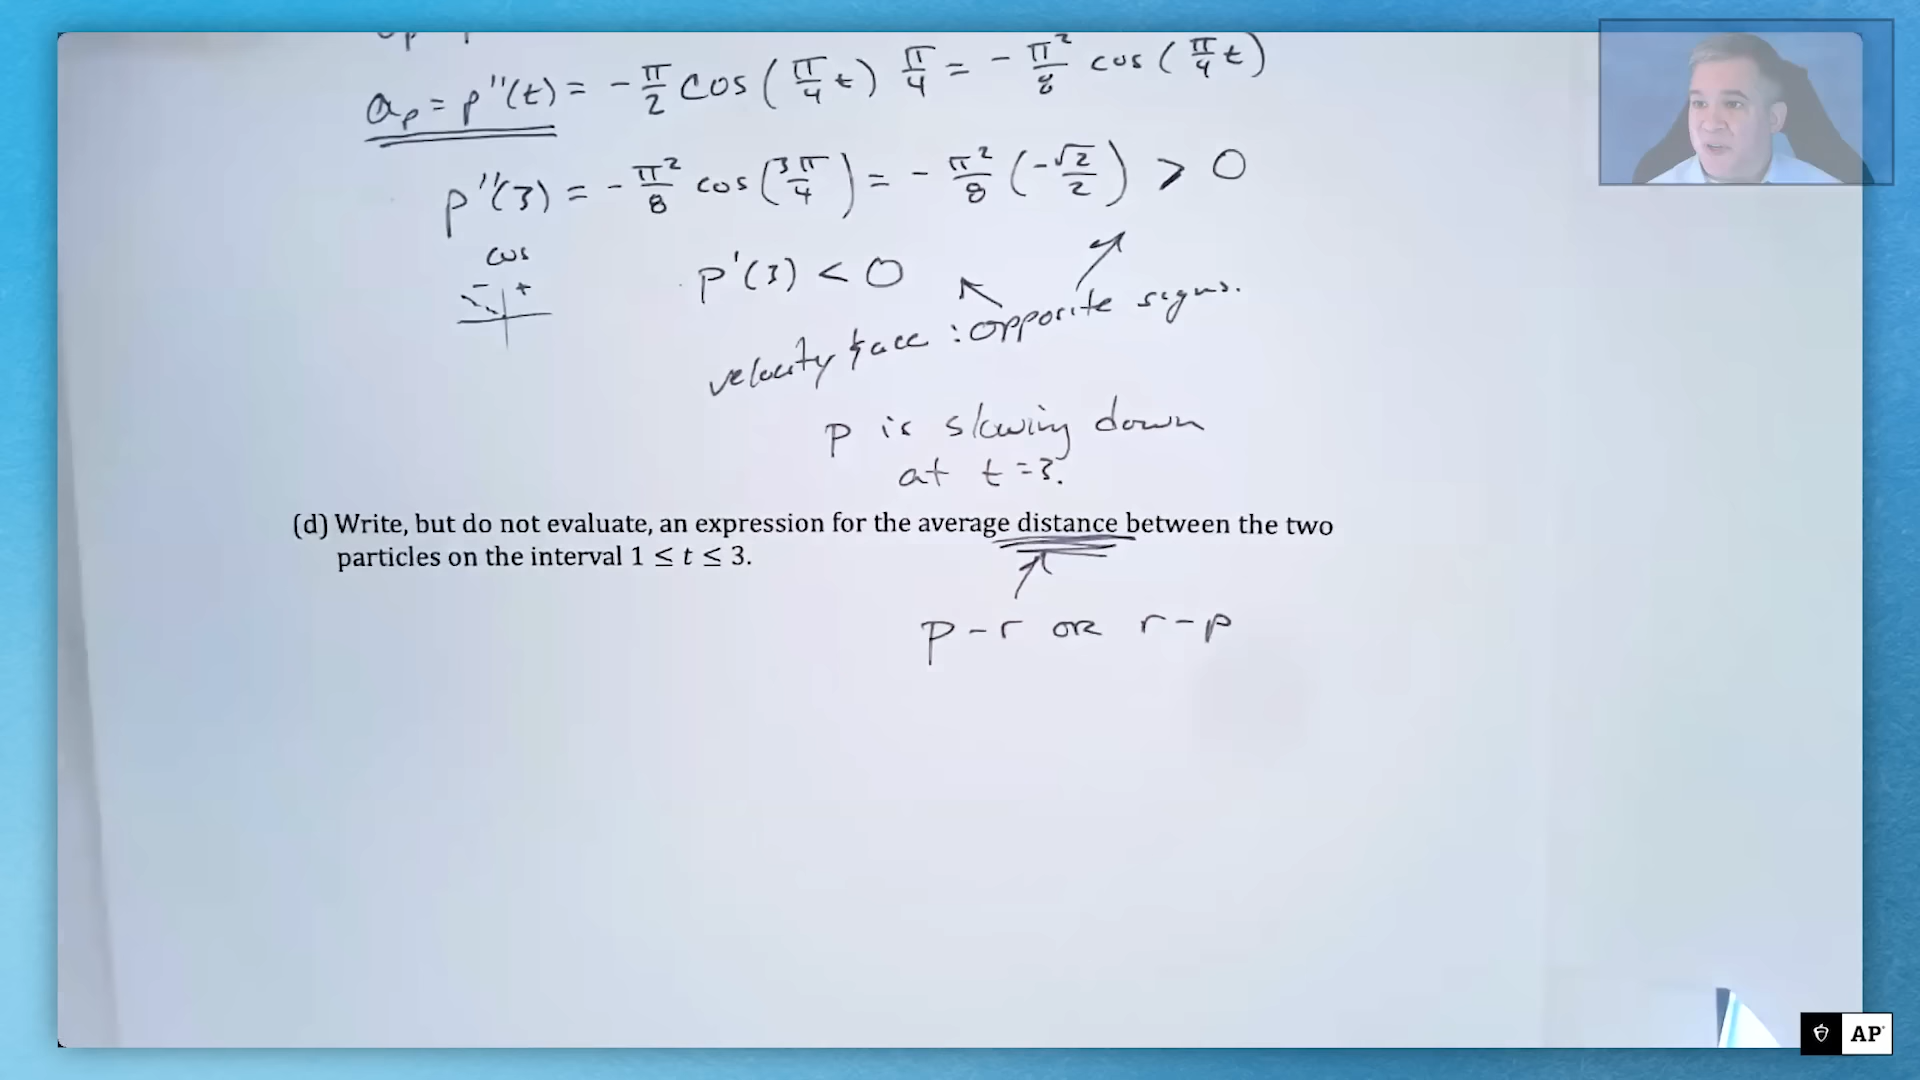 a_p = p''(t) = -π/2 cos(π/4 t) π/4 = -π²/8 cos(π/4 t)
p''(3) = -π²/8 cos(3π/4) = -π²/8 (-√2/2) > 0
cos
- +
p'(3) < 0
velocity & acc : opposite signs.
p is slowing down
at t=3.
(d) Write, but do not evaluate, an expression for the average distance between the two
particles on the interval 1 ≤ t ≤ 3.
p-r or r-p
AP